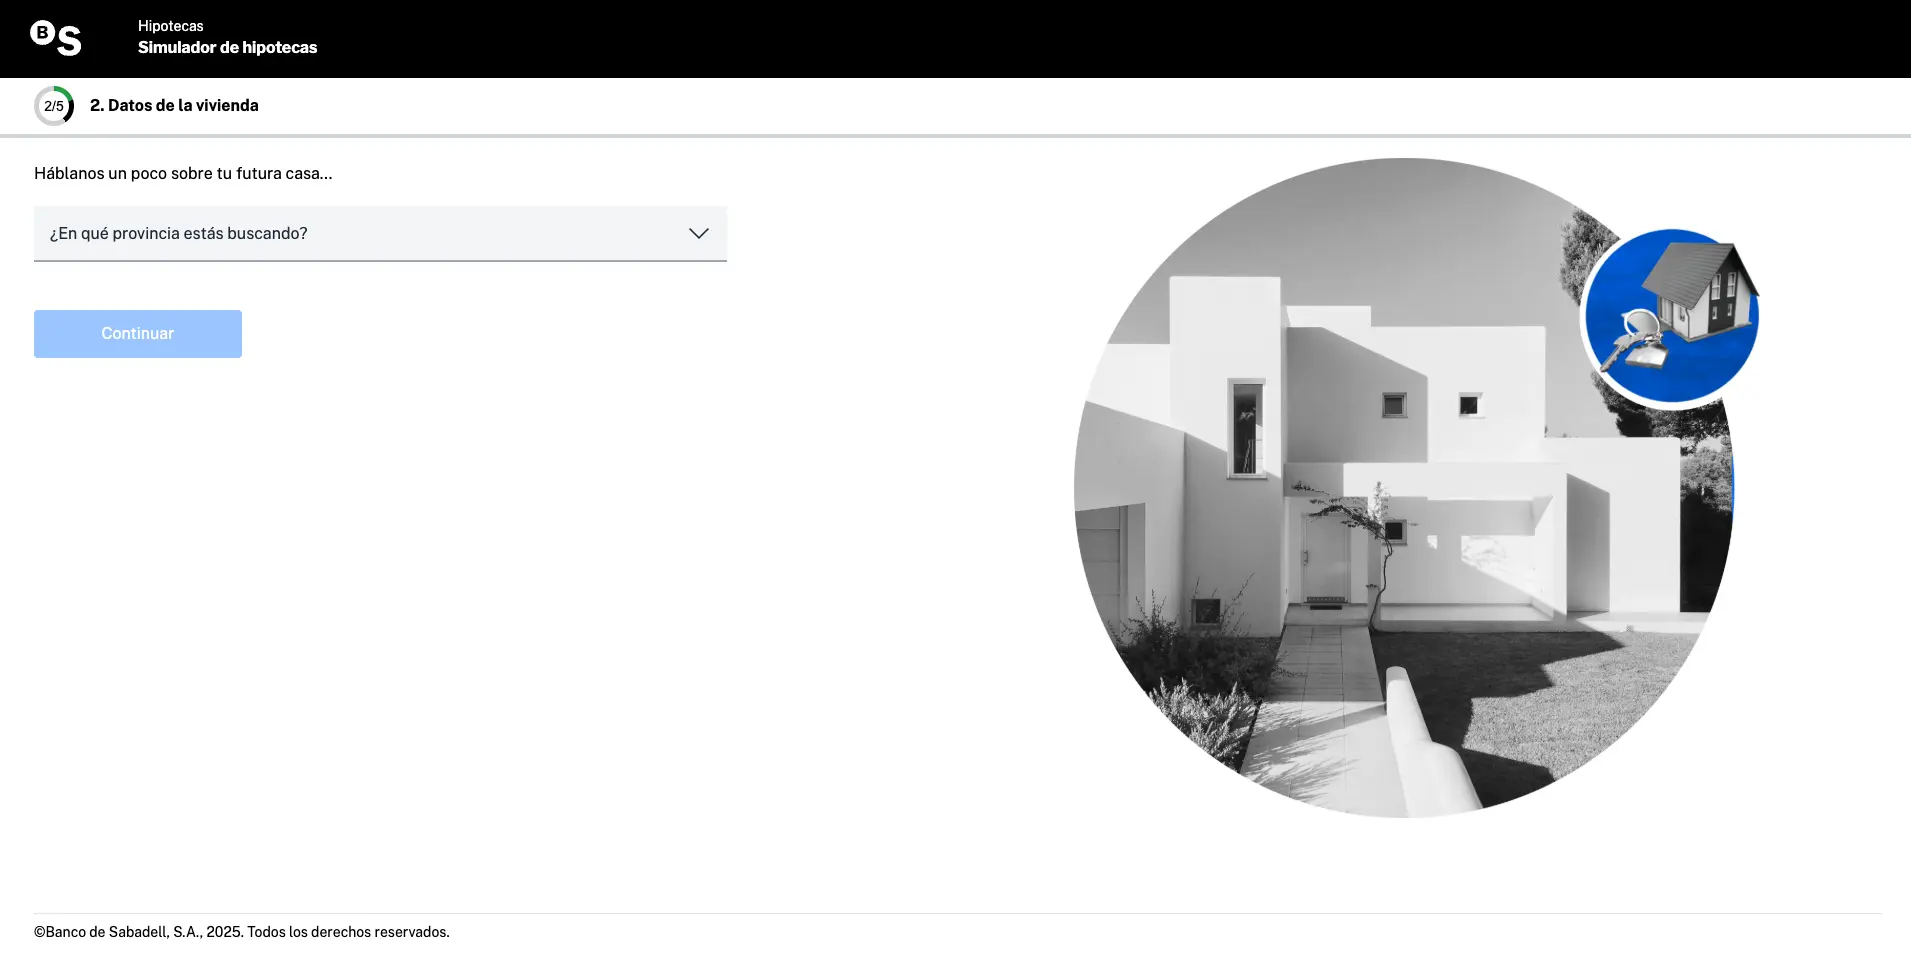 BS
Hipotecas
Simulador de hipotecas
2/5
2. Datos de la vivienda
Háblanos un poco sobre tu futura casa...
¿En qué provincia estás buscando?
Continuar
©Banco de Sabadell, S.A., 2025. Todos los derechos reservados.